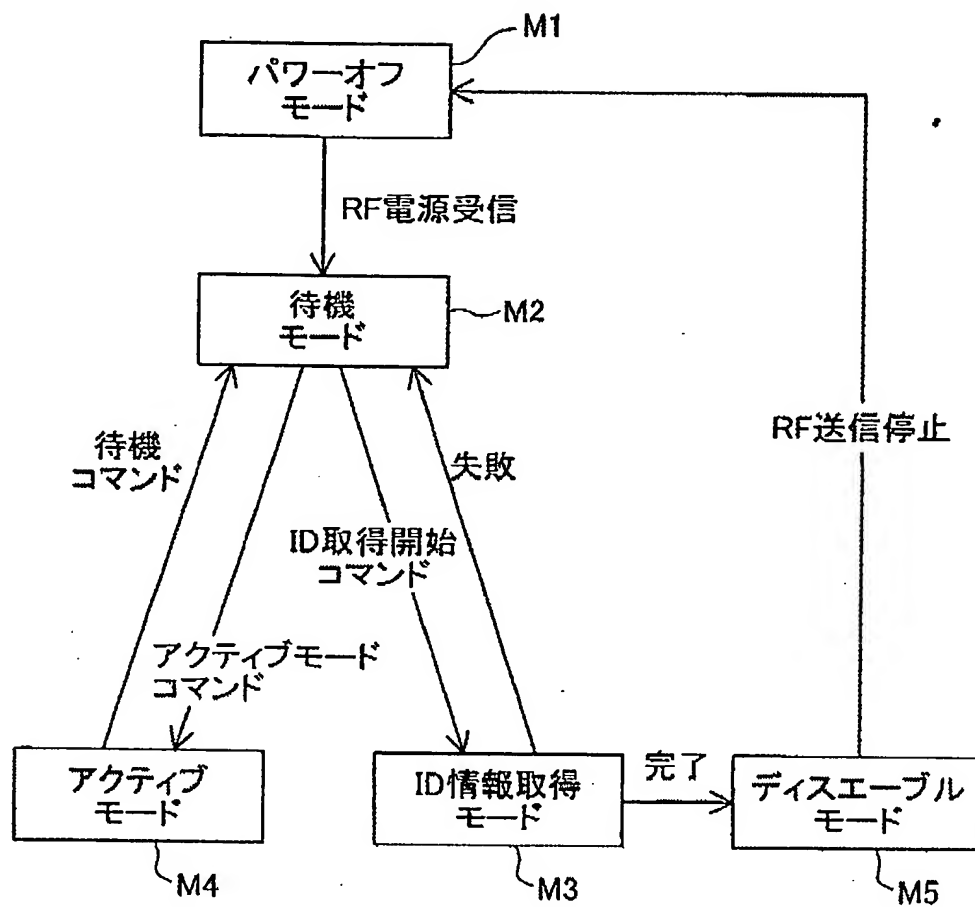 M1
パワーオフ
モード
RF電源受信
待機
モード
M2
待機
コマンド
失敗
RF送信停止
ID取得開始
コマンド
アクティブモード
コマンド
アクティブ
モード
ID情報取得
モード
完了
ディスエーブル
モード
M4
M3
M5